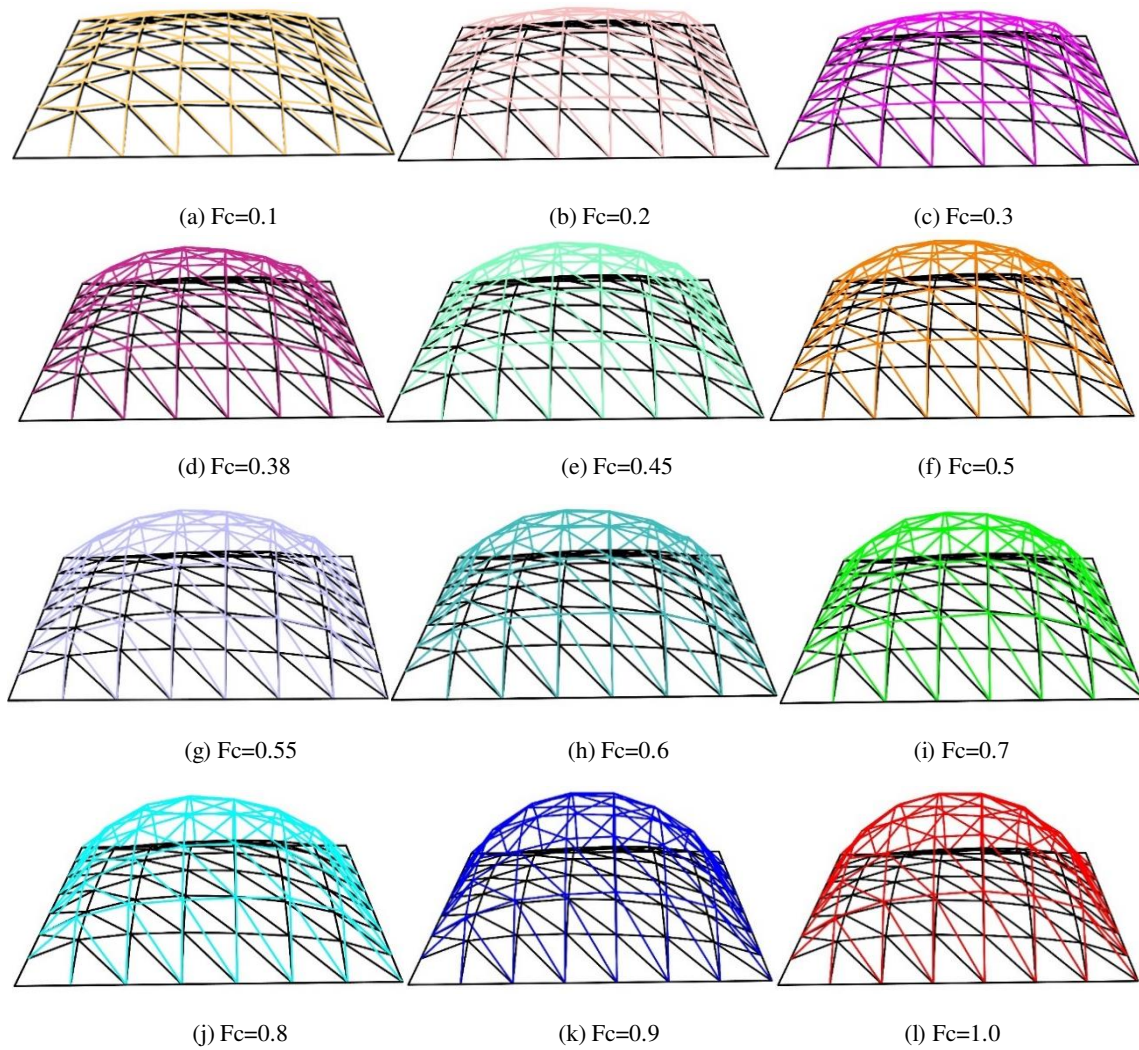 (a) Fc=0.1 (b) Fc=0.2 (c) Fc=0.3
(d) Fc=0.38 (e) Fc=0.45 (f) Fc=0.5
(g) Fc=0.55 (h) Fc=0.6 (i) Fc=0.7
(j) Fc=0.8 (k) Fc=0.9 (l) Fc=1.0